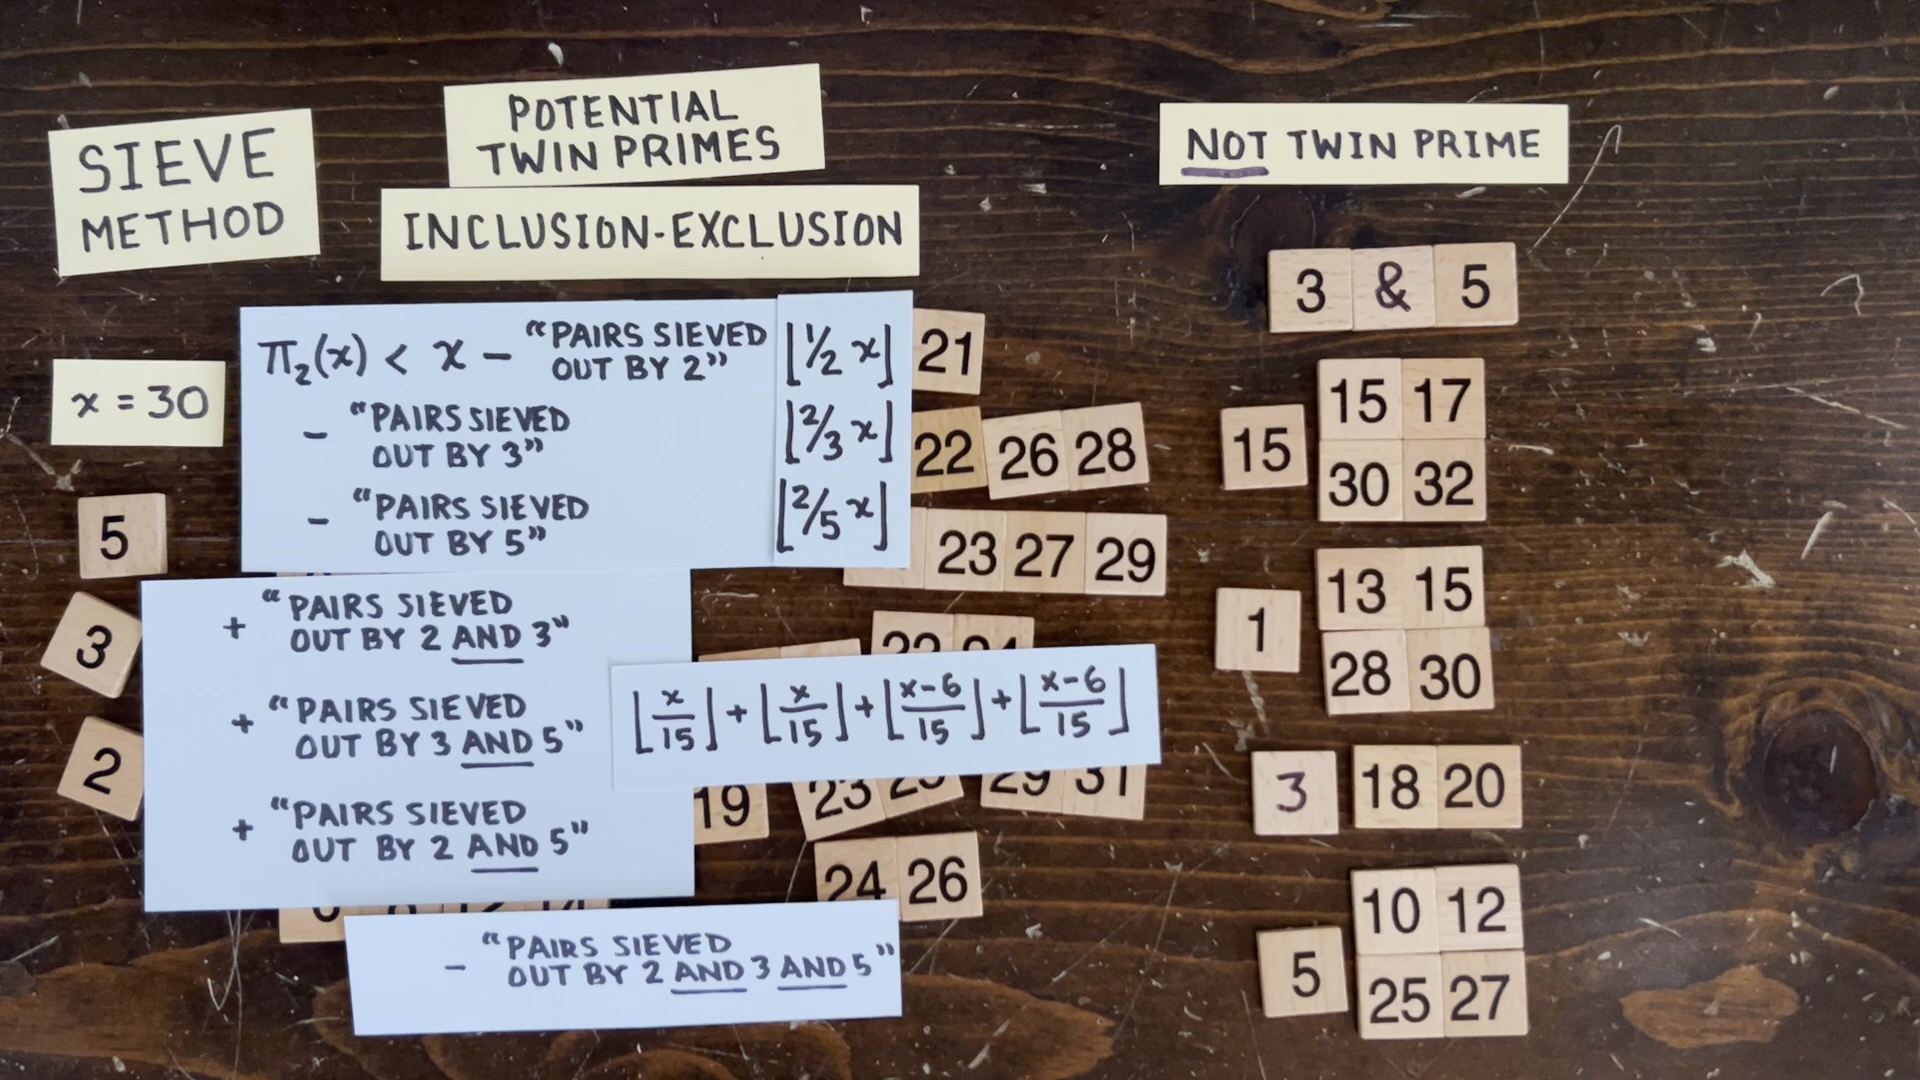 SIEVE
METHOD
POTENTIAL
TWIN PRIMES
INCLUSION-EXCLUSION
NOT TWIN PRIME
x = 30
5
3
2
π₂(x) < x − “PAIRS SIEVED
OUT BY 2” ⌊½ x⌋
− “PAIRS SIEVED
OUT BY 3” ⌊⅔ x⌋
− “PAIRS SIEVED
OUT BY 5” ⌊⅖ x⌋
+ “PAIRS SIEVED
OUT BY 2 AND 3”
+ “PAIRS SIEVED
OUT BY 3 AND 5”
⌊x/15⌋ + ⌊x/15⌋ + ⌊x-6/15⌋ + ⌊x-6/15⌋
+ “PAIRS SIEVED
OUT BY 2 AND 5”
− “PAIRS SIEVED
OUT BY 2 AND 3 AND 5”
21
22 26 28
23 27 29
19 23 25 29 31
24 26
3 & 5
15
15 17
30 32
1
13 15
28 30
3
18 20
5
10 12
25 27